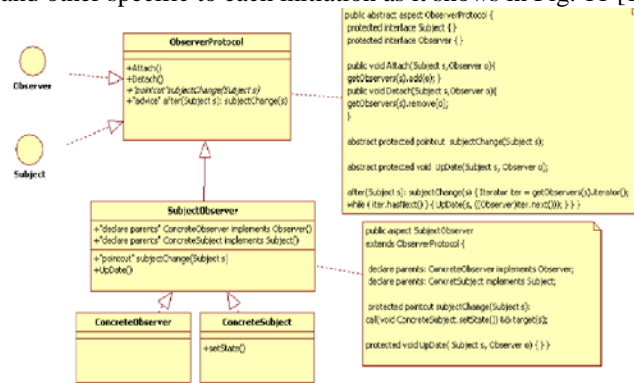 and other specific to each initiation as it shows in Fig. 11
ObserverProtocol
+Attach()
+Detach()
+"pointcut"subjectChange(Subject s)
+"advice" after(Subject s): subjectChange(s)
Observer
Subject
public abstract aspect ObserverProtocol {
protected interface Subject { }
protected interface Observer { }
public void Attach(Subject s,Observer o){
getObservers(s).add(o); }
public void Detach(Subject s,Observer o){
getObservers(s).remove(o);
}
abstract protected pointcut subjectChange(Subject s);
abstract protected void UpDate(Subject s, Observer o);
after(Subject s): subjectChange(s) { Iterator iter = getObservers(s).iterator();
while ( iter.hasNext() ) { UpDate(s, ((Observer)iter.next())); } } }
SubjectObserver
+"declare parents" ConcreteObserver implements Observer()
+"declare parents" ConcreteSubject implements Subject()
+"pointcut" subjectChange(Subject s)
+UpDate()
ConcreteObserver
ConcreteSubject
+setState()
public aspect SubjectObserver
extends ObserverProtocol {
declare parents: ConcreteObserver implements Observer;
declare parents: ConcretSubject implements Subject;
protected pointcut subjectChange(Subject s):
call(void ConcreteSubject.setState()) && target(s);
protected void UpDate( Subject s, Observer o) { } }